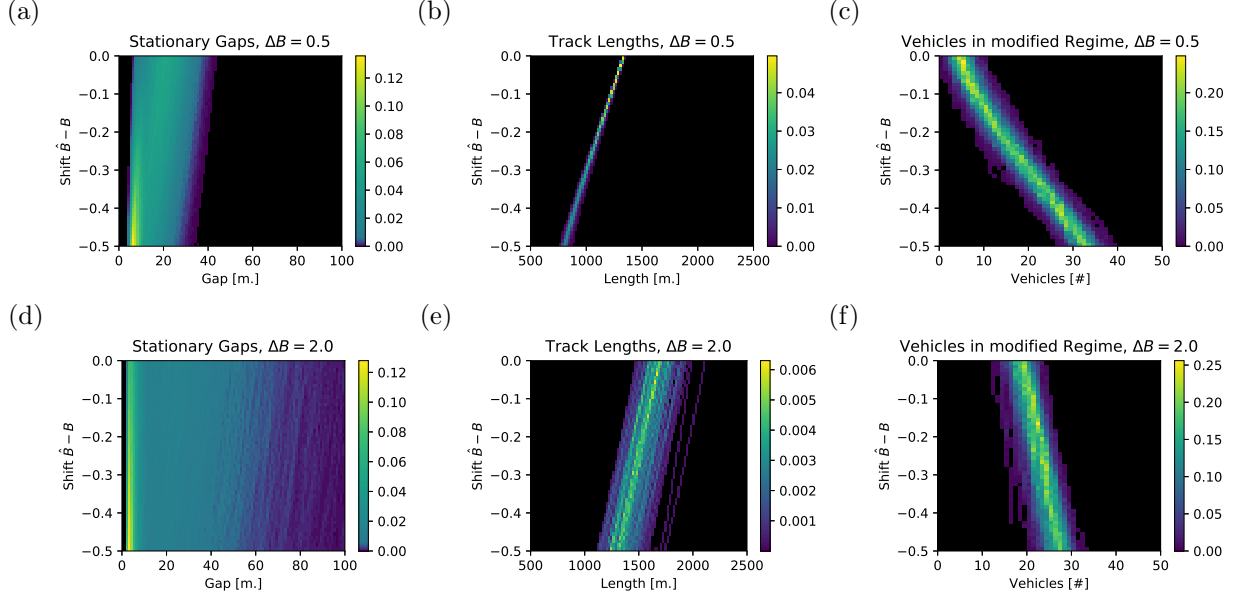 (a)
Stationary Gaps, ΔB = 0.5
0.0
−0.1
−0.2
−0.3
−0.4
−0.5
Shift B̂ − B
0 20 40 60 80 100
Gap [m.]
0.12
0.10
0.08
0.06
0.04
0.02
0.00
(b)
Track Lengths, ΔB = 0.5
0.0
−0.1
−0.2
−0.3
−0.4
−0.5
Shift B̂ − B
500 1000 1500 2000 2500
Length [m.]
0.04
0.03
0.02
0.01
0.00
(c)
Vehicles in modified Regime, ΔB = 0.5
0.0
−0.1
−0.2
−0.3
−0.4
−0.5
Shift B̂ − B
0 10 20 30 40 50
Vehicles [#]
0.20
0.15
0.10
0.05
0.00
(d)
Stationary Gaps, ΔB = 2.0
0.0
−0.1
−0.2
−0.3
−0.4
−0.5
Shift B̂ − B
0 20 40 60 80 100
Gap [m.]
0.12
0.10
0.08
0.06
0.04
0.02
0.00
(e)
Track Lengths, ΔB = 2.0
0.0
−0.1
−0.2
−0.3
−0.4
−0.5
Shift B̂ − B
500 1000 1500 2000 2500
Length [m.]
0.006
0.005
0.004
0.003
0.002
0.001
(f)
Vehicles in modified Regime, ΔB = 2.0
0.0
−0.1
−0.2
−0.3
−0.4
−0.5
Shift B̂ − B
0 10 20 30 40 50
Vehicles [#]
0.25
0.20
0.15
0.10
0.05
0.00